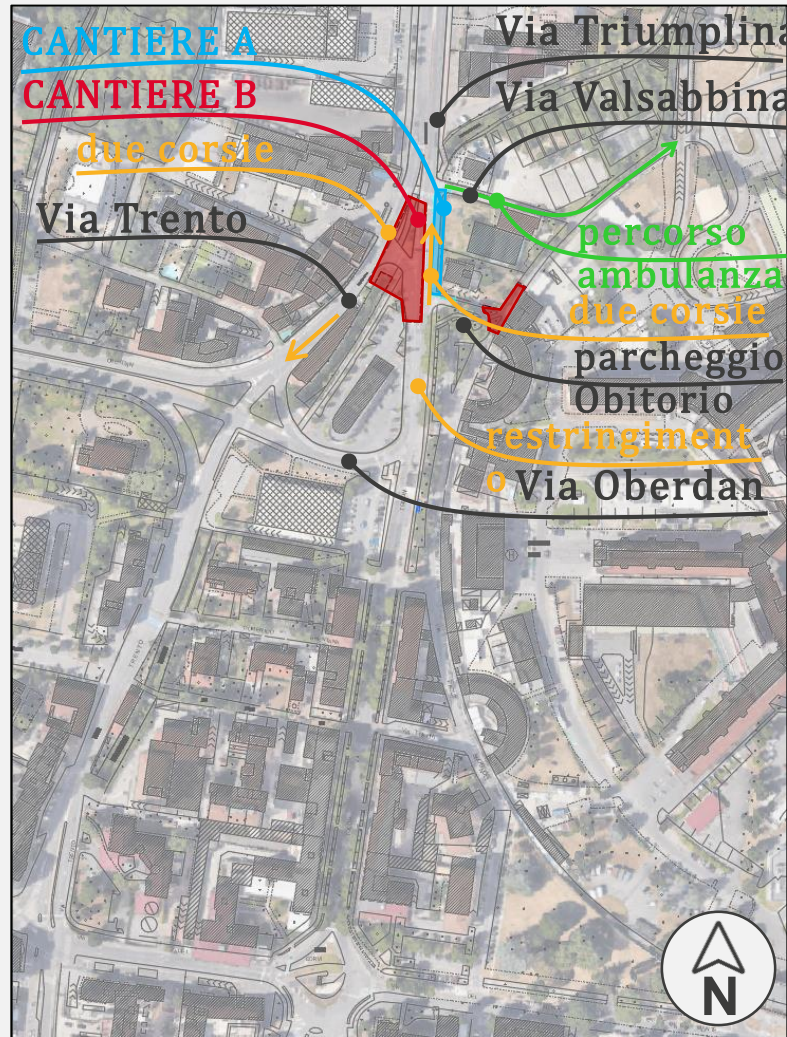 CANTIERE A
Via Triumplina
CANTIERE B
Via Valsabbina
due corsie
Via Trento
percorso
ambulanza
due corsie
parcheggio
Obitorio
restringiment
o
Via Oberdan
TRENTO
N